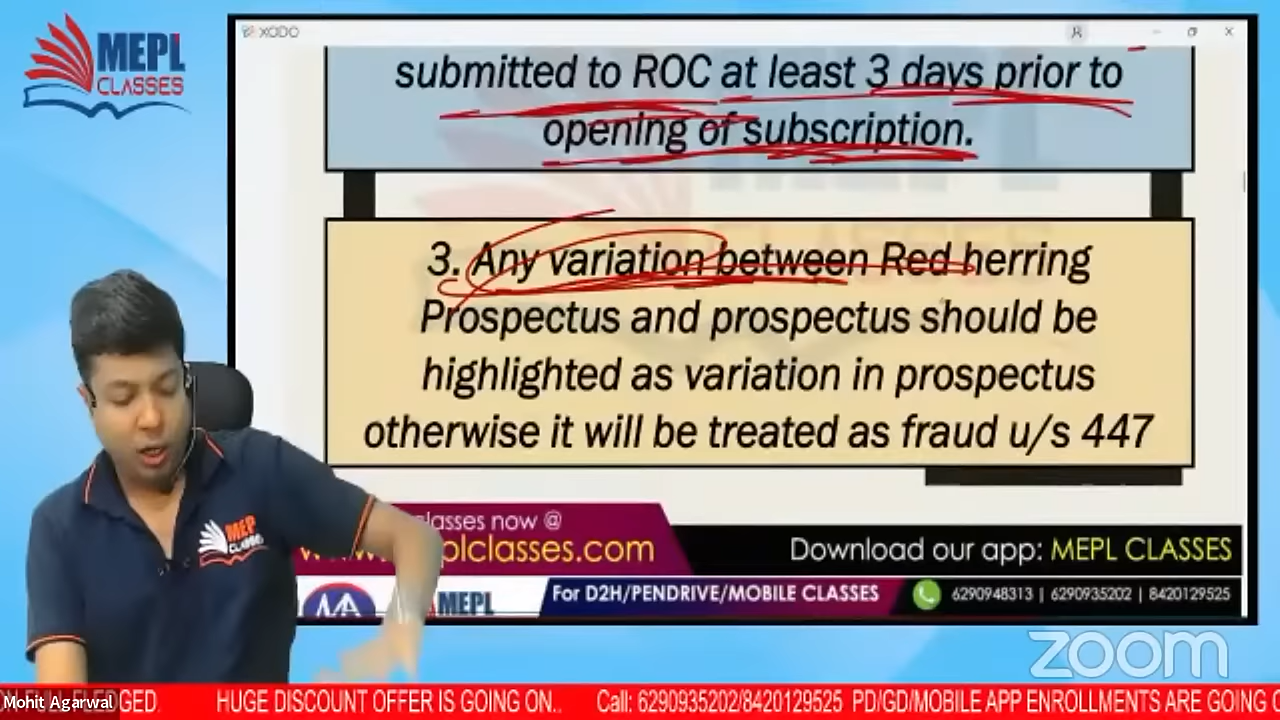 MEPL
CLASSES
XODO
submitted to ROC at least 3 days prior to
opening of subscription.
3. Any variation between Red herring
Prospectus and prospectus should be
highlighted as variation in prospectus
otherwise it will be treated as fraud u/s 447
MEPL
CLASSES
classes now @
plclasses.com
Download our app: MEPL CLASSES
MEPL
For D2H/PENDRIVE/MOBILE CLASSES
6290948313 | 6290935202 | 8420129525
zoom
Mohit Agarwal
HUGE DISCOUNT OFFER IS GOING ON.. Call: 6290935202/8420129525 PD/GD/MOBILE APP ENROLLMENTS ARE GOING